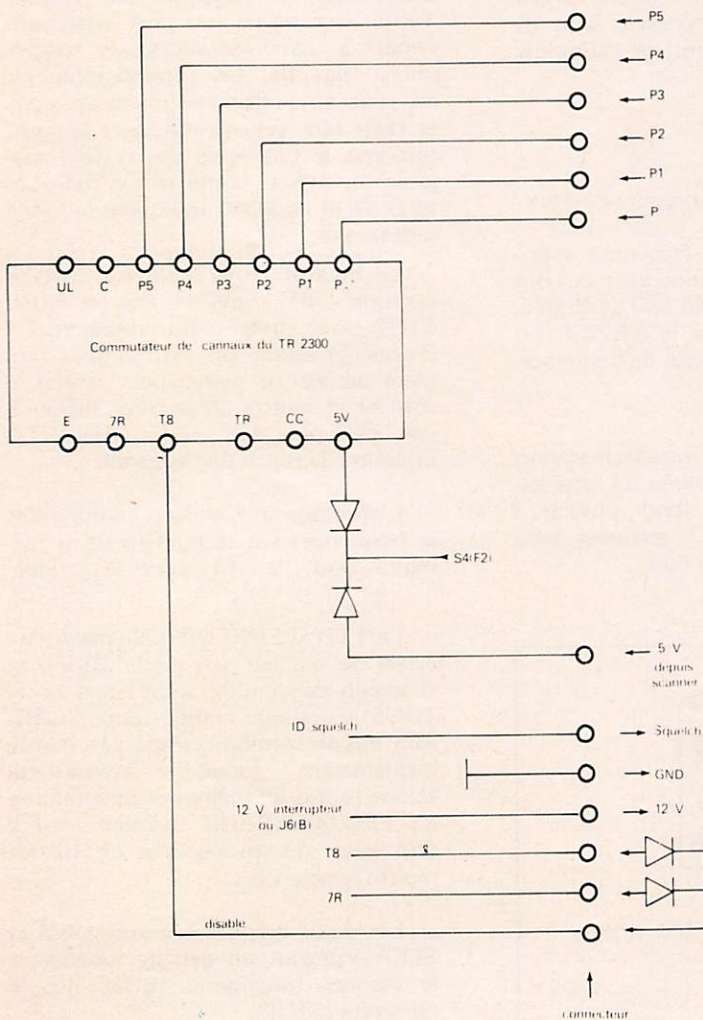 P5
P4
P3
P2
P1
P
UL C P5 P4 P3 P2 P1 P.
Commutateur de cannaux du TR 2300
E 7R T8 TR CC 5V
S4(F2)
5 V
depuis
scanner
ID squelch
Squelch
GND
12 V interrupteur
ou J6(B)
12 V
T8
7R
disable
connecteur